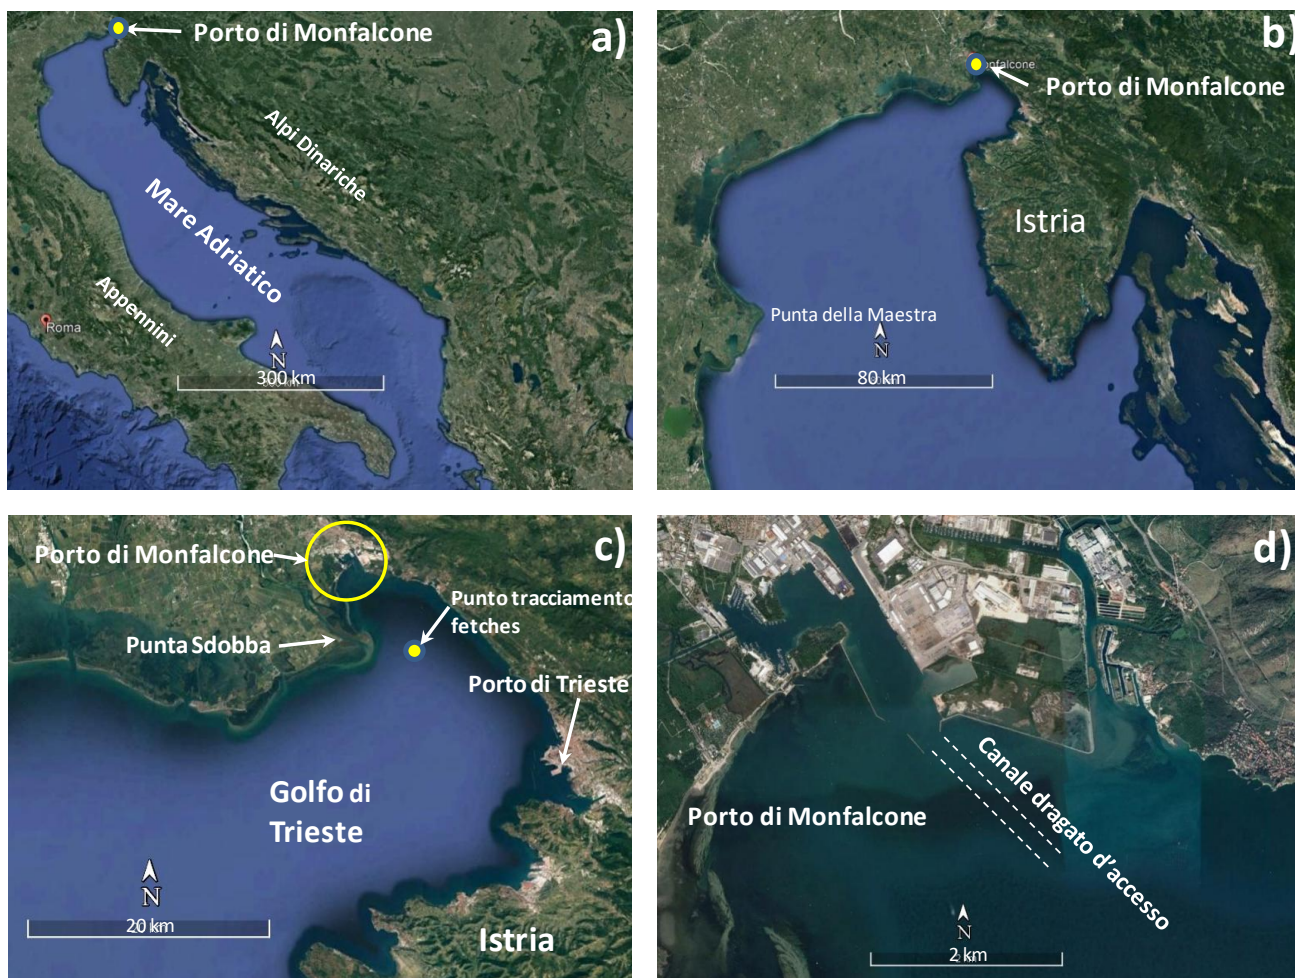 a)
Porto di Monfalcone
Alpi Dinariche
Mare Adriatico
Appennini
Roma
N
300 km
b)
onfalcone
Porto di Monfalcone
Istria
Punta della Maestra
N
80 km
c)
Porto di Monfalcone
Punto tracciamento
fetches
Punta Sdobba
Porto di Trieste
Golfo di
Trieste
N
20 km
Istria
d)
Canale dragato d'accesso
Porto di Monfalcone
N
2 km